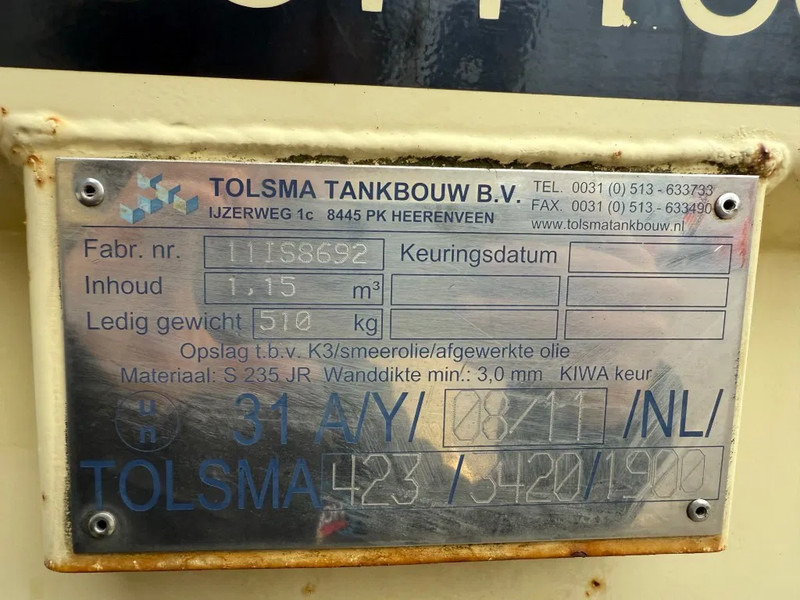 TOLSMA TANKBOUW B.V. TEL. 0031 (0) 513 - 633733
IJZERWEG 1c 8445 PK HEERENVEEN FAX. 0031 (0) 513 - 633490
www.tolsmatankbouw.nl
Fabr. nr. 11IS8692 Keuringsdatum
Inhoud 1,15 m³
Ledig gewicht 510 kg
Opslag t.b.v. K3/smeerolie/afgewerkte olie
Materiaal: S 235 JR Wanddikte min.: 3,0 mm KIWA keur
un 31 A/Y/ 08/11 /NL/
TOLSMA 423 / 3420 / 1900